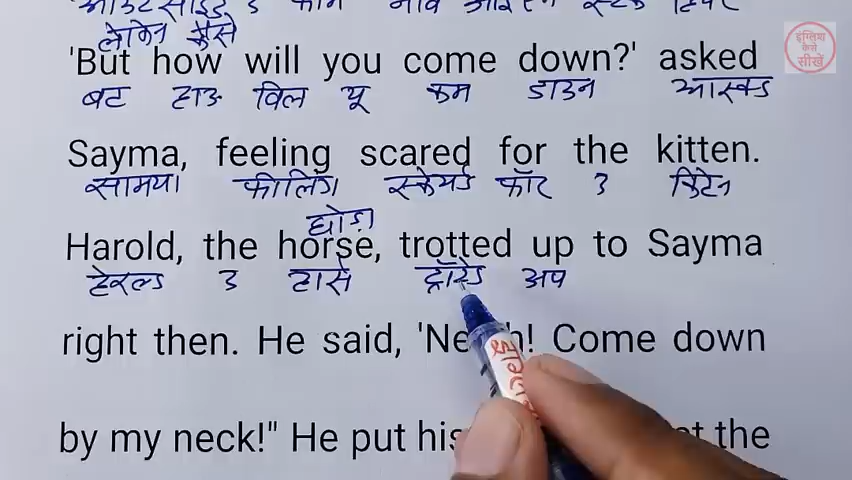 लेकिन कैसे
'But how will you come down?' asked
बट हाऊ विल यू कम डाउन आस्क्ड
Sayma, feeling scared for the kitten.
सामया फीलिंग स्केयर्ड फॉर द किटेन
घोड़ा
Harold, the horse, trotted up to Sayma
हेरल्ड द हार्स ट्रॉटेड अप
right then. He said, ' ! Come down
by my neck!" He put his the
इंग्लिश
कैसे
सीखें